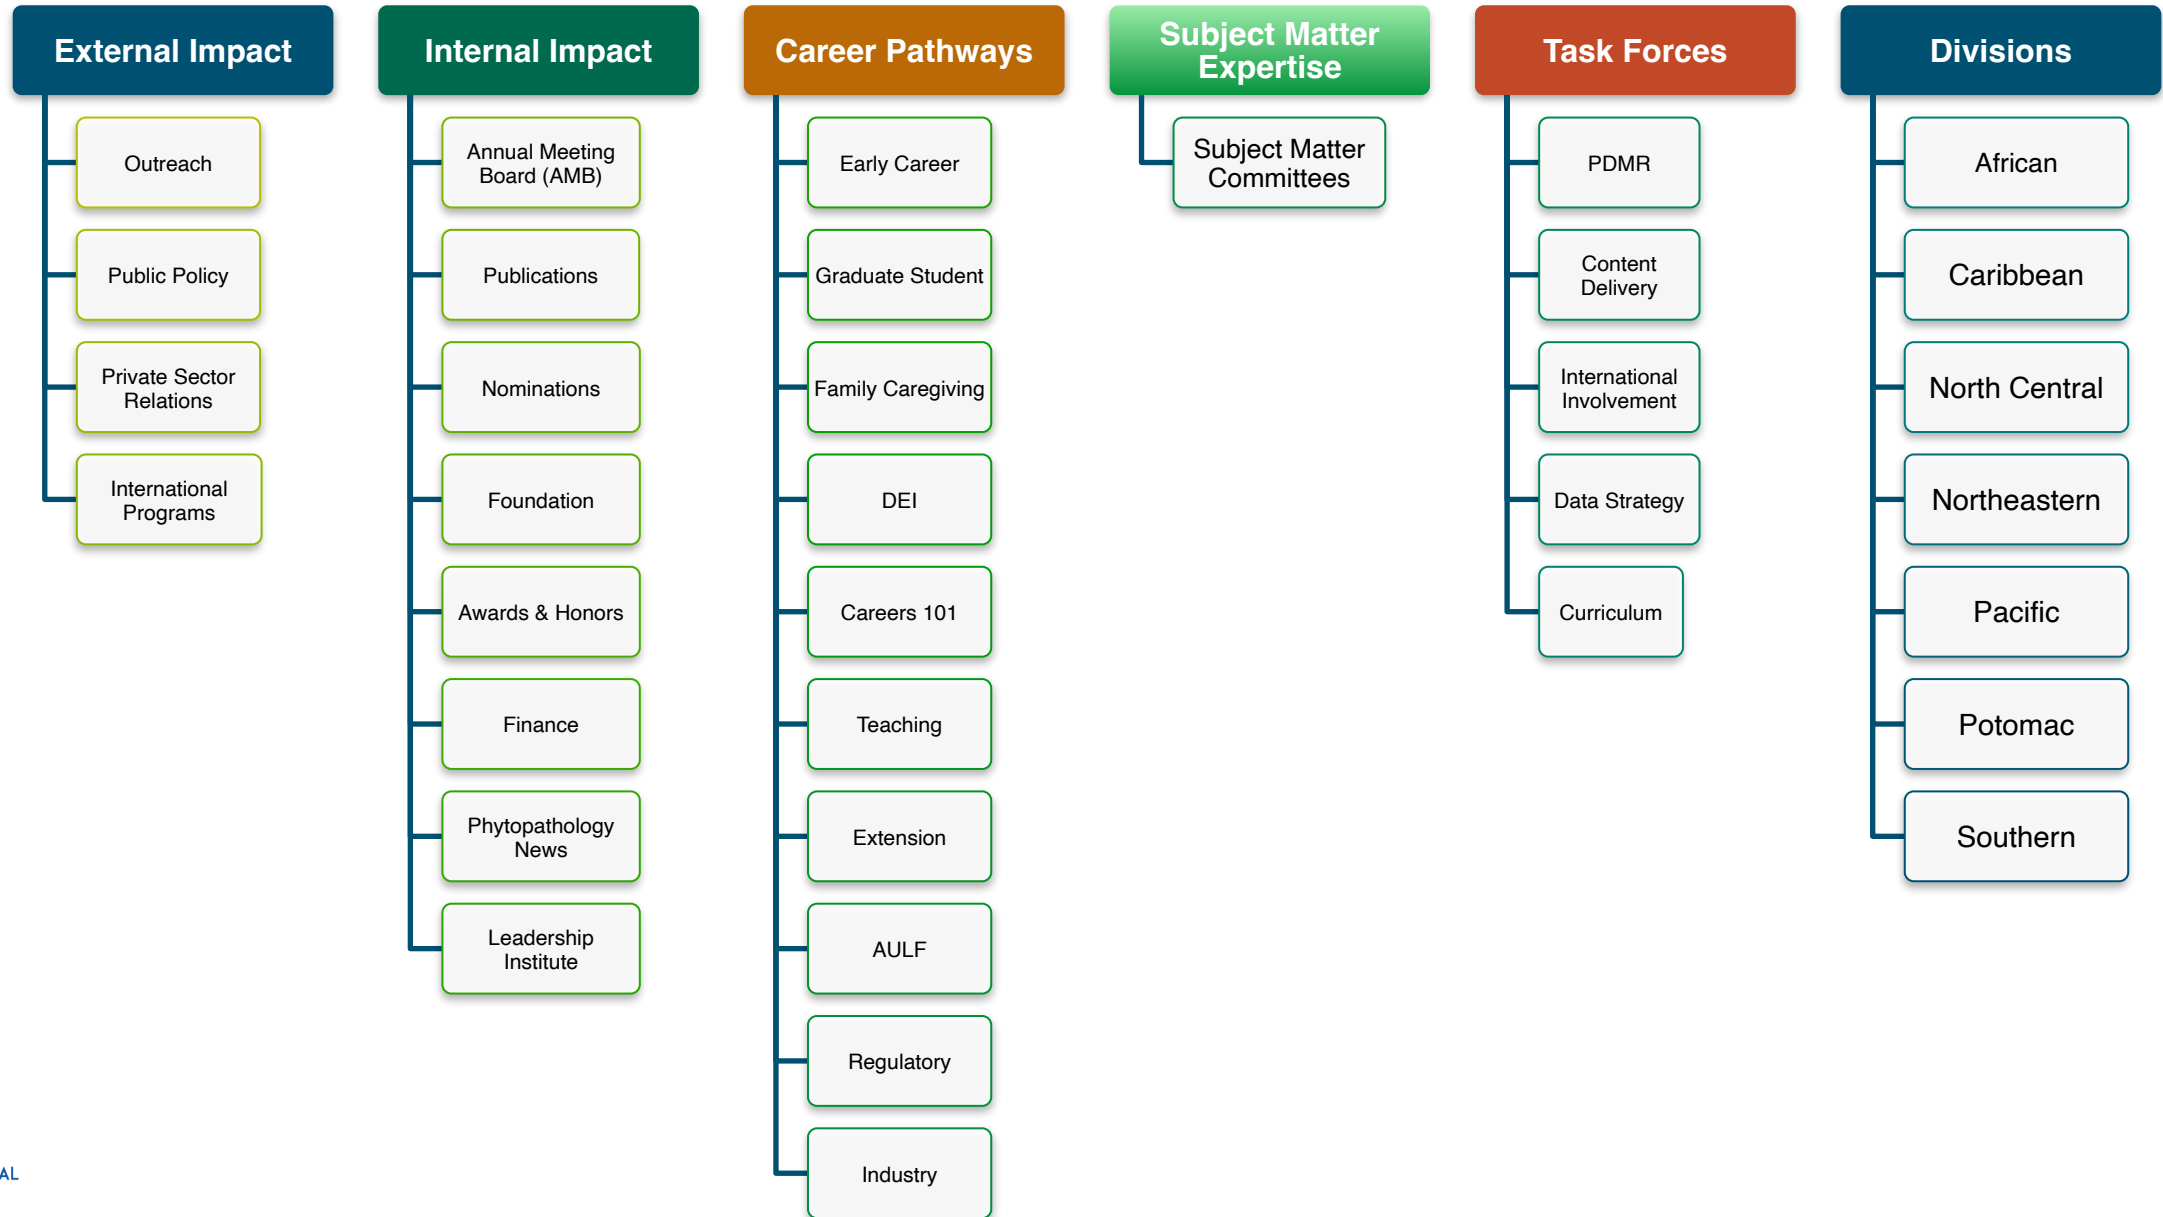 External Impact
Outreach
Public Policy
Private Sector
Relations
International
Programs
Internal Impact
Annual Meeting
Board (AMB)
Publications
Nominations
Foundation
Awards & Honors
Finance
Phytopathology
News
Leadership
Institute
Career Pathways
Early Career
Graduate Student
Family Caregiving
DEI
Careers 101
Teaching
Extension
AULF
Regulatory
Industry
Subject Matter
Expertise
Subject Matter
Committees
Task Forces
PDMR
Content
Delivery
International
Involvement
Data Strategy
Curriculum
Divisions
African
Caribbean
North Central
Northeastern
Pacific
Potomac
Southern
AL